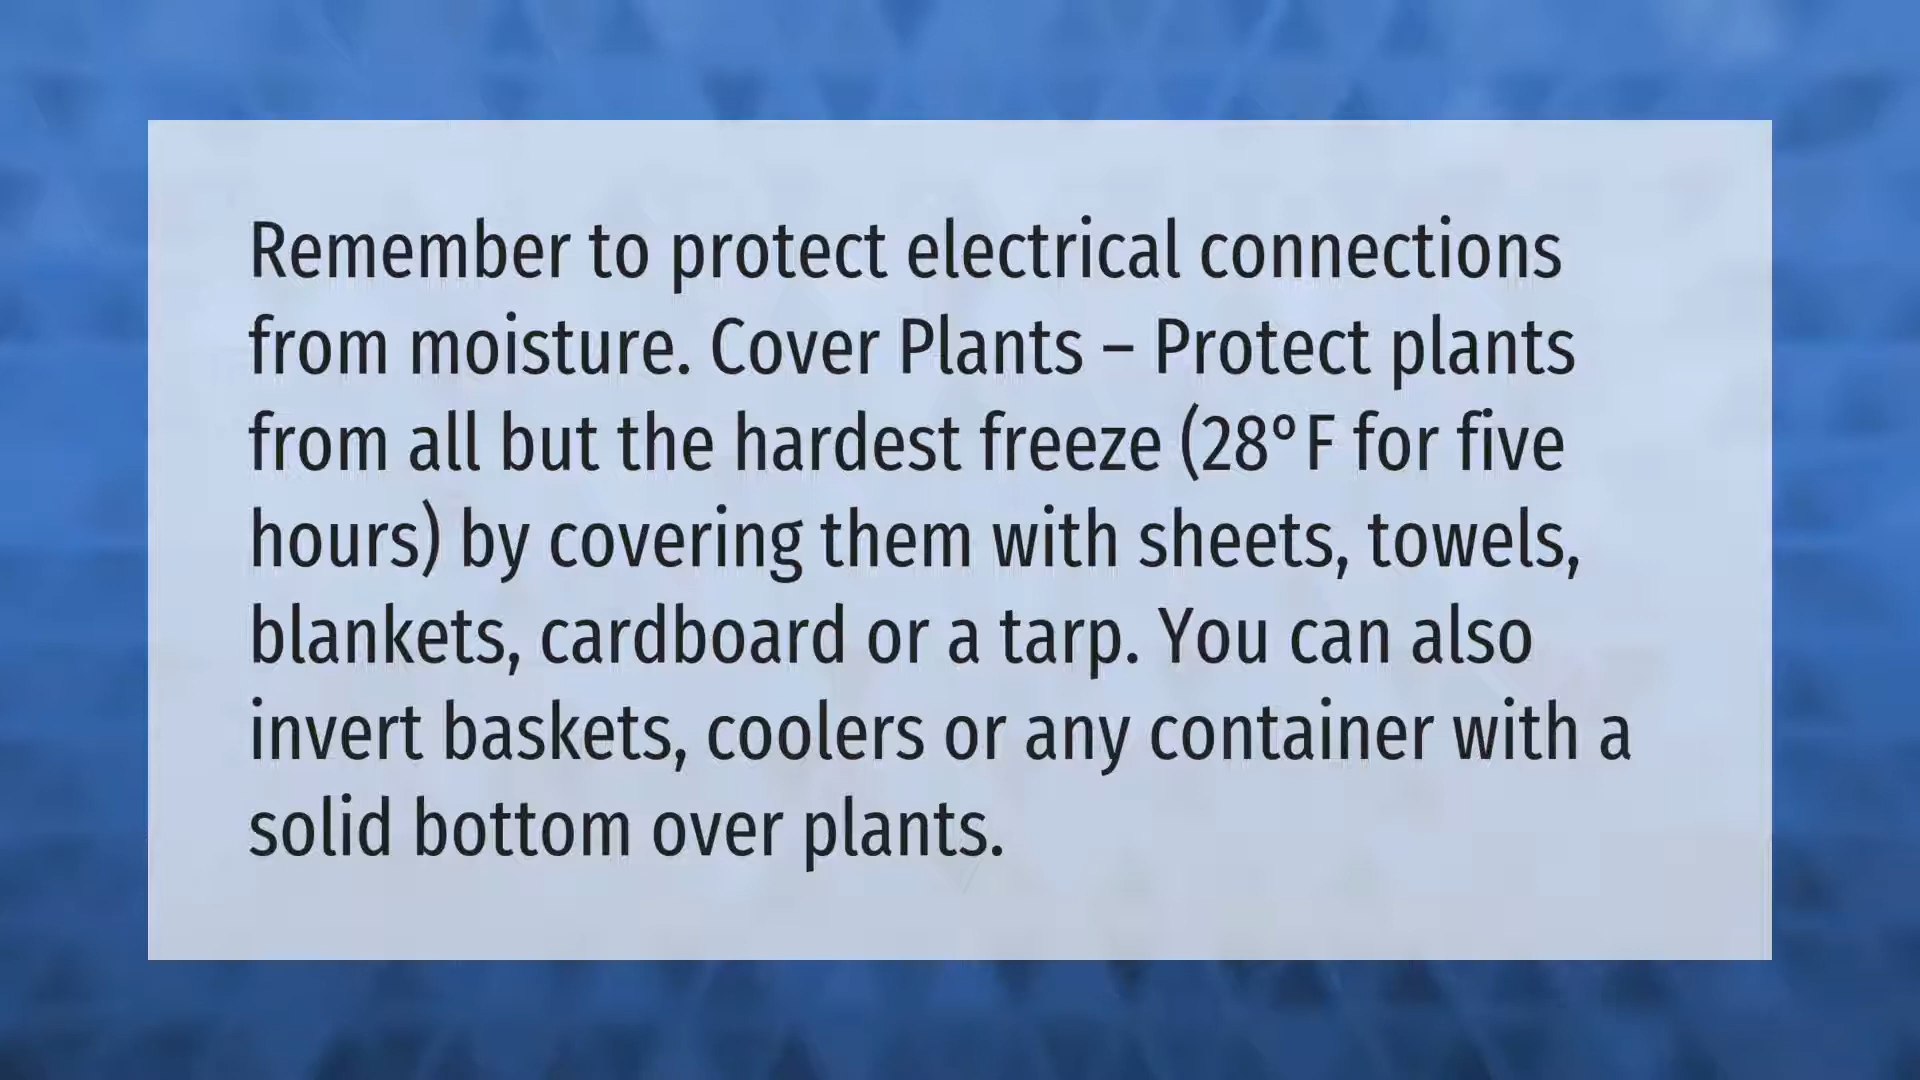 Remember to protect electrical connections
from moisture. Cover Plants – Protect plants
from all but the hardest freeze (28°F for five
hours) by covering them with sheets, towels,
blankets, cardboard or a tarp. You can also
invert baskets, coolers or any container with a
solid bottom over plants.